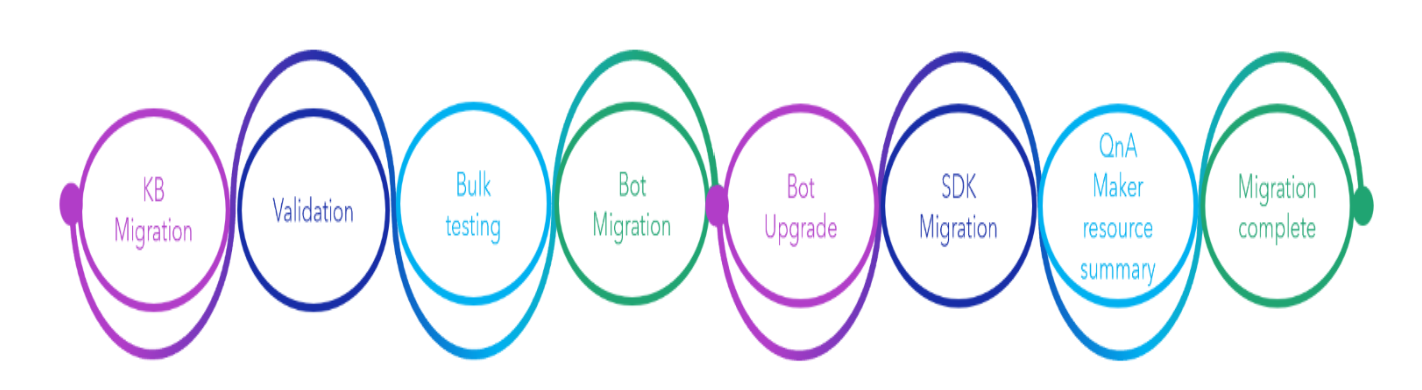 KB
Migration
Validation
Bulk
testing
Bot
Migration
Bot
Upgrade
SDK
Migration
QnA
Maker
resource
summary
Migration
complete